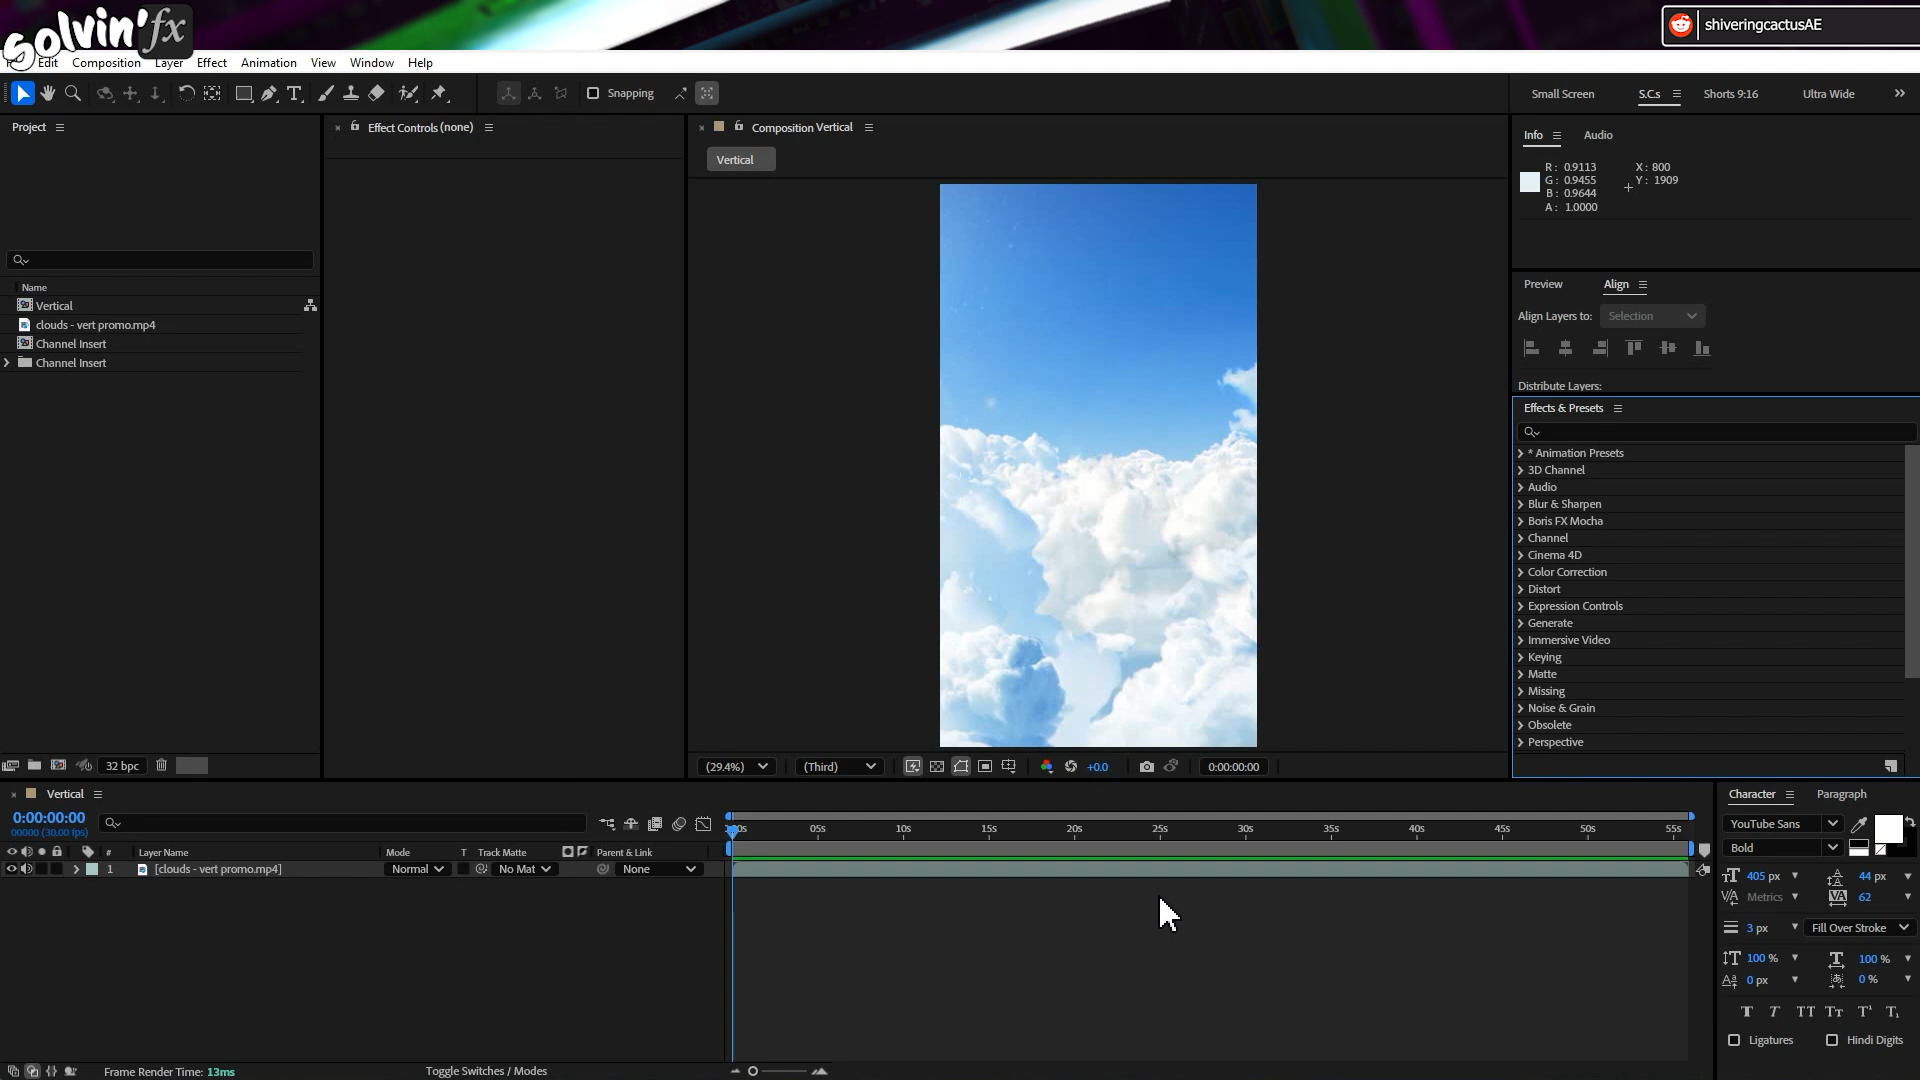 solvin'fx
shiveringcactusAE
Edit Composition Layer Effect Animation View Window Help
Snapping
Small Screen S.C.s Shorts 9:16 Ultra Wide
Project
Effect Controls (none)
Composition Vertical
Vertical
Info Audio
R: 0.9113 X: 800
G: 0.9455 Y: 1909
B: 0.9644
A: 1.0000
Name
Vertical
clouds - vert promo.mp4
Channel Insert
Channel Insert
32 bpc
(29.4%) (Third) +0.0 0:00:00:00
Preview Align
Align Layers to: Selection
Distribute Layers:
Effects & Presets
* Animation Presets
3D Channel
Audio
Blur & Sharpen
Boris FX Mocha
Channel
Cinema 4D
Color Correction
Distort
Expression Controls
Generate
Immersive Video
Keying
Matte
Missing
Noise & Grain
Obsolete
Perspective
Vertical
0:00:00:00
00000 (30.00 fps)
00s 05s 10s 15s 20s 25s 30s 35s 40s 45s 50s 55s
# Layer Name Mode T Track Matte Parent & Link
1 [clouds - vert promo.mp4] Normal No Mat None
Frame Render Time: 13ms Toggle Switches / Modes
Character Paragraph
YouTube Sans
Bold
405 px 44 px
Metrics 62
3 px Fill Over Stroke
100 % 100 %
0 px 0 %
T T TT Tt T¹ T₁
Ligatures Hindi Digits